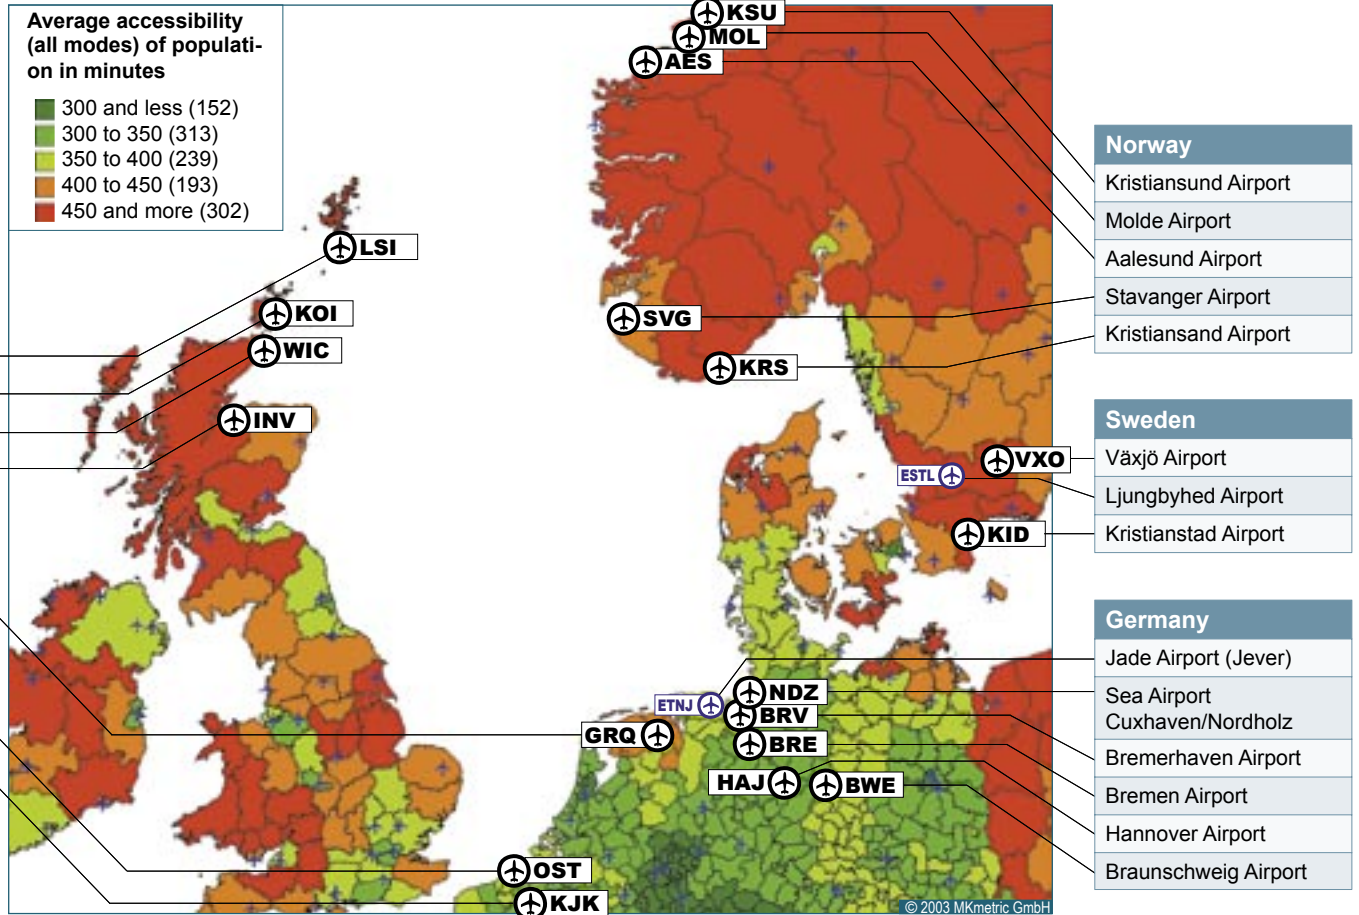 Average accessibility
(all modes) of populati-
on in minutes
300 and less (152)
300 to 350 (313)
350 to 400 (239)
400 to 450 (193)
450 and more (302)
KSU
MOL
AES
LSI
KOI
WIC
INV
SVG
KRS
VXO
ESTL
KID
ETNJ
NDZ
BRV
GRQ
BRE
HAJ
BWE
OST
KJK
© 2003 MKmetric GmbH
Norway
Kristiansund Airport
Molde Airport
Aalesund Airport
Stavanger Airport
Kristiansand Airport
Sweden
Växjö Airport
Ljungbyhed Airport
Kristianstad Airport
Germany
Jade Airport (Jever)
Sea Airport
Cuxhaven/Nordholz
Bremerhaven Airport
Bremen Airport
Hannover Airport
Braunschweig Airport